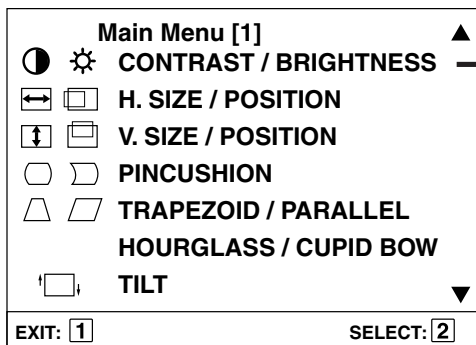 Main Menu [1]
CONTRAST / BRIGHTNESS
H. SIZE / POSITION
V. SIZE / POSITION
PINCUSHION
TRAPEZOID / PARALLEL
HOURGLASS / CUPID BOW
TILT
EXIT: 1 SELECT: 2